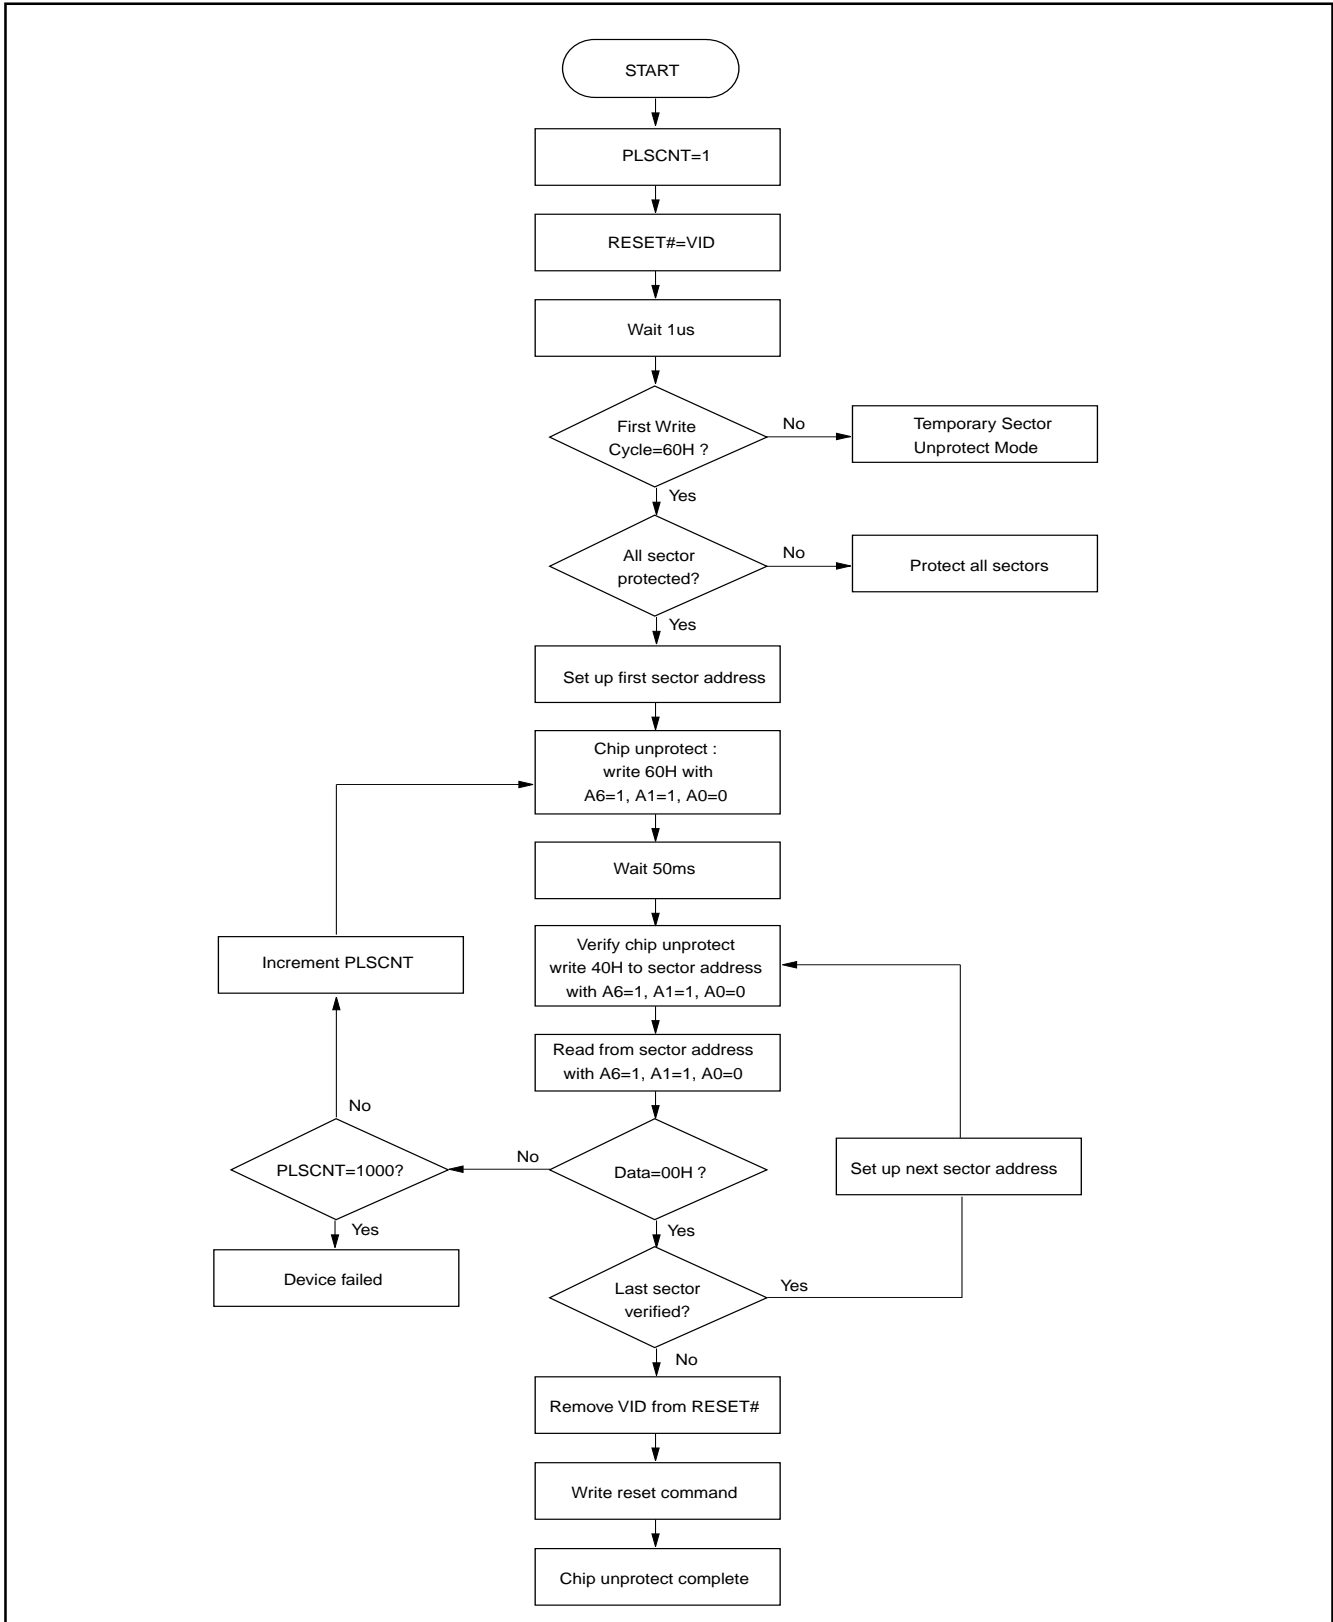 START
PLSCNT=1
RESET#=VID
Wait 1us
First Write
Cycle=60H ?
No
Temporary Sector
Unprotect Mode
Yes
All sector
protected?
No
Protect all sectors
Yes
Set up first sector address
Chip unprotect :
write 60H with
A6=1, A1=1, A0=0
Wait 50ms
Verify chip unprotect
write 40H to sector address
with A6=1, A1=1, A0=0
Increment PLSCNT
Read from sector address
with A6=1, A1=1, A0=0
No
PLSCNT=1000?
No
Data=00H ?
Set up next sector address
Yes
Yes
Device failed
Last sector
verified?
Yes
No
Remove VID from RESET#
Write reset command
Chip unprotect complete